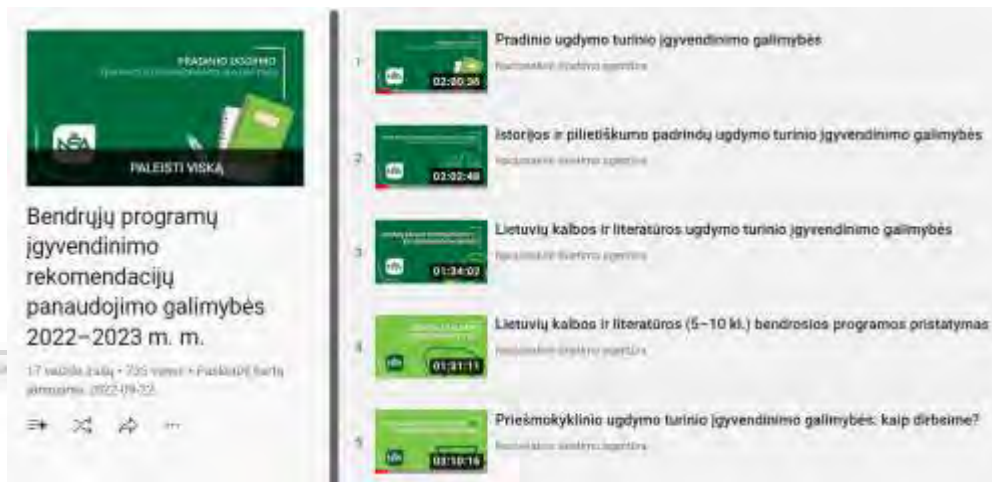 PRADINIO UGDYMO
NŠA
PALEISTI VISKĄ
Bendrųjų programų
įgyvendinimo
rekomendacijų
panaudojimo galimybės
2022–2023 m. m.
1
02:00:36
Pradinio ugdymo turinio įgyvendinimo galimybės
Nacionalinė švietimo agentūra
2
02:02:48
Istorijos ir pilietiškumo padrindų ugdymo turinio įgyvendinimo galimybės
Nacionalinė švietimo agentūra
3
01:34:02
Lietuvių kalbos ir literatūros ugdymo turinio įgyvendinimo galimybės
Nacionalinė švietimo agentūra
4
01:31:11
Lietuvių kalbos ir literatūros (5–10 kl.) bendrosios programos pristatymas
Nacionalinė švietimo agentūra
5
03:10:16
Priešmokyklinio ugdymo turinio įgyvendinimo galimybės: kaip dirbsime?
Nacionalinė švietimo agentūra